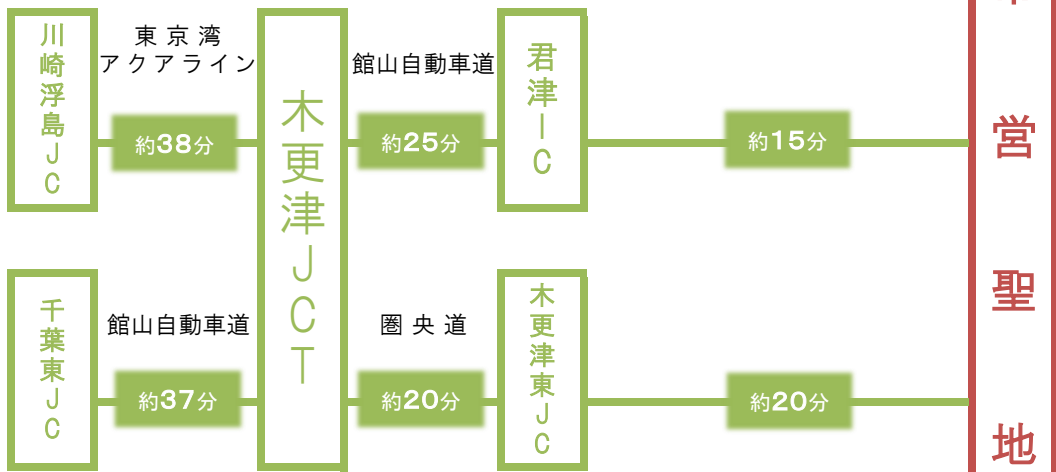 川崎浮島JC
東京湾
アクアライン
約38分
木更津JCT
館山自動車道
約25分
君津IC
約15分
千葉東JC
館山自動車道
約37分
圏央道
約20分
木更津東JC
約20分
営聖地